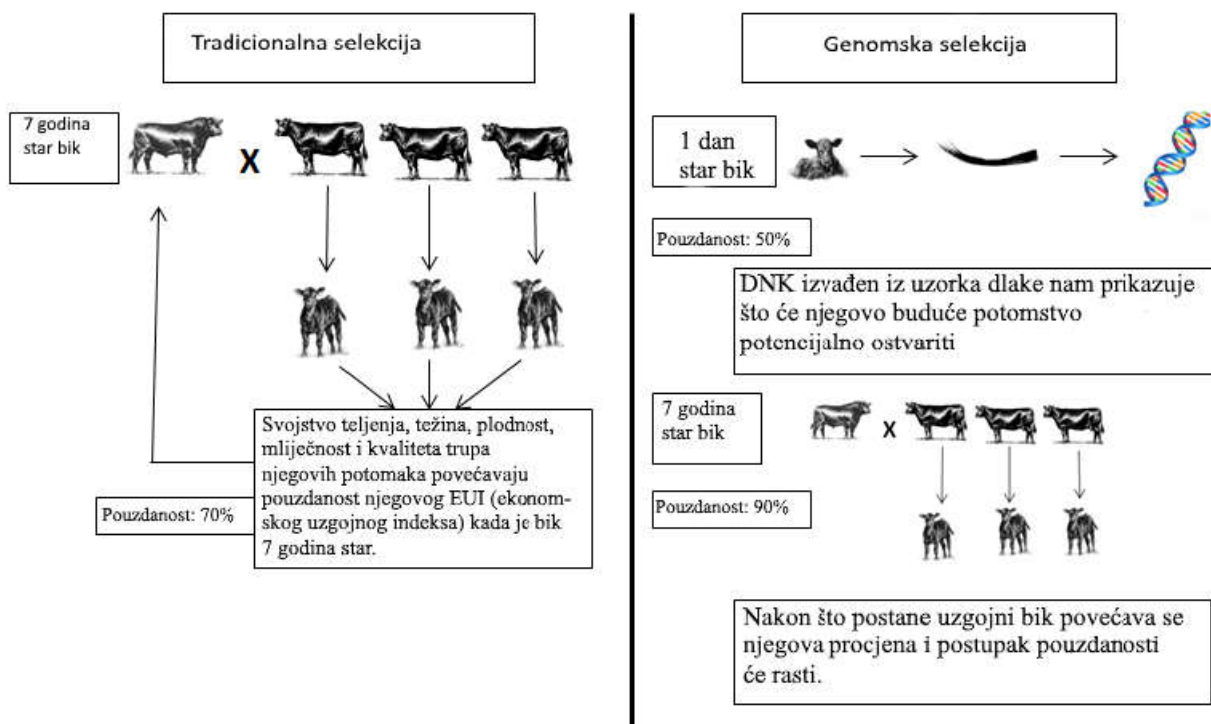 Tradicionalna selekcija
7 godina
star bik
X
Svojstvo teljenja, težina, plodnost,
mliječnost i kvaliteta trupa
njegovih potomaka povećavaju
pouzdanost njegovog EUI (ekonom-
skog uzgojnog indeksa) kada je bik
7 godina star.
Pouzdanost: 70%
Genomska selekcija
1 dan
star bik
Pouzdanost: 50%
DNK izvađen iz uzorka dlake nam prikazuje
što će njegovo buduće potomstvo
potencijalno ostvariti
7 godina
star bik
X
Pouzdanost: 90%
Nakon što postane uzgojni bik povećava se
njegova procjena i postupak pouzdanosti
će rasti.